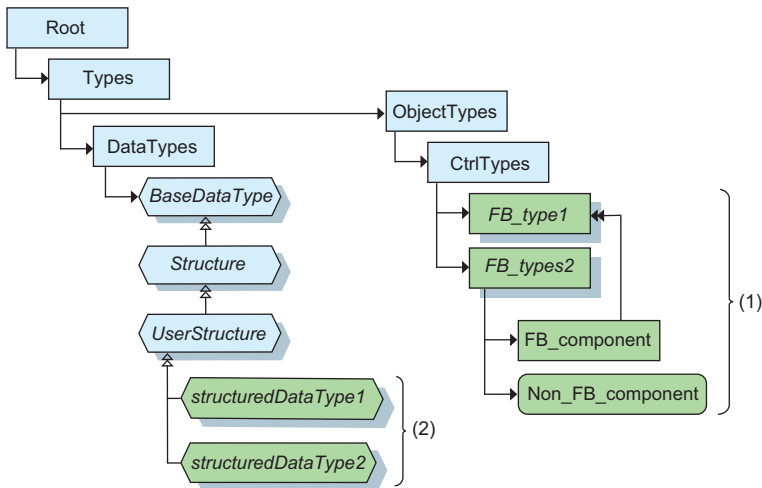 Root
Types
ObjectTypes
DataTypes
CtrlTypes
BaseDataType
FB_type1
Structure
FB_types2
(1)
UserStructure
FB_component
structuredDataType1
Non_FB_component
(2)
structuredDataType2